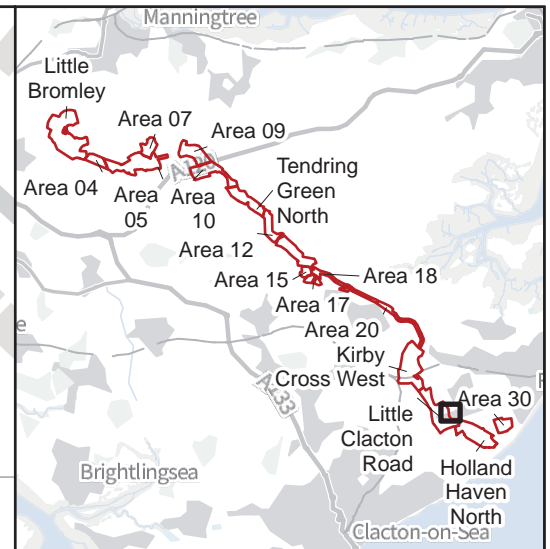 Manningtree
Little
Bromley
Area 07
Area 09
A120
Tendring
Green
North
Area 04
Area
05
Area
10
Area 12
Area 15
Area 18
Area 17
Area 20
e
Kirby
Cross West
A133
Area 30
Little
Clacton
Road
Holland
Haven
North
Brightlingsea
Clacton-on-Sea